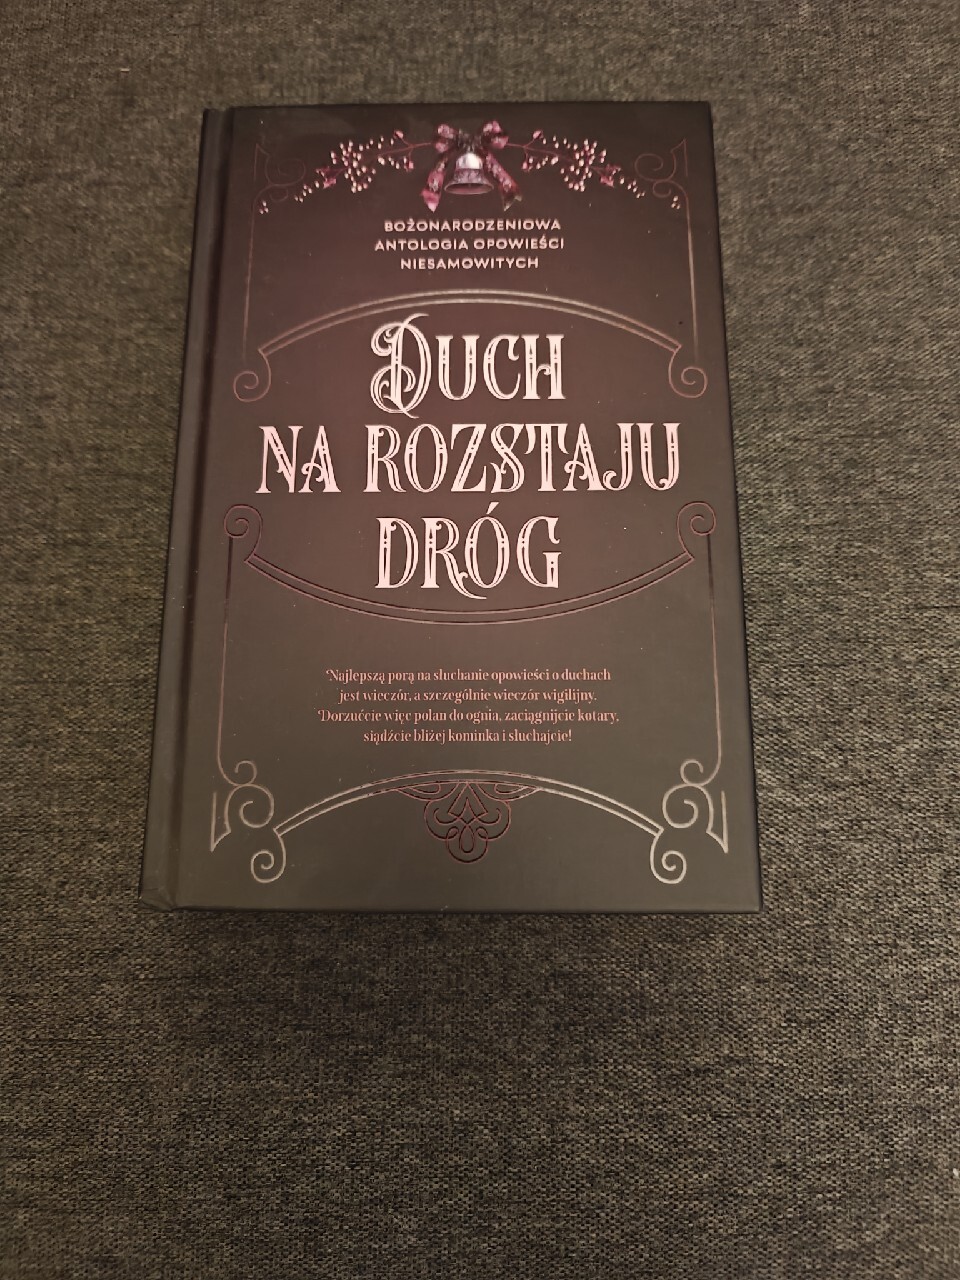 BOŻONARODZENIOWA
ANTOLOGIA OPOWIEŚCI
NIESAMOWITYCH
DUCH
NA ROZSTAJU
DRÓG
Najlepszą porą na słuchanie opowieści o duchach
jest wieczór, a szczególnie wieczór wigilijny.
Dorzućcie więc polan do ognia, zaciągnijcie kotary,
siądźcie bliżej kominka i słuchajcie!